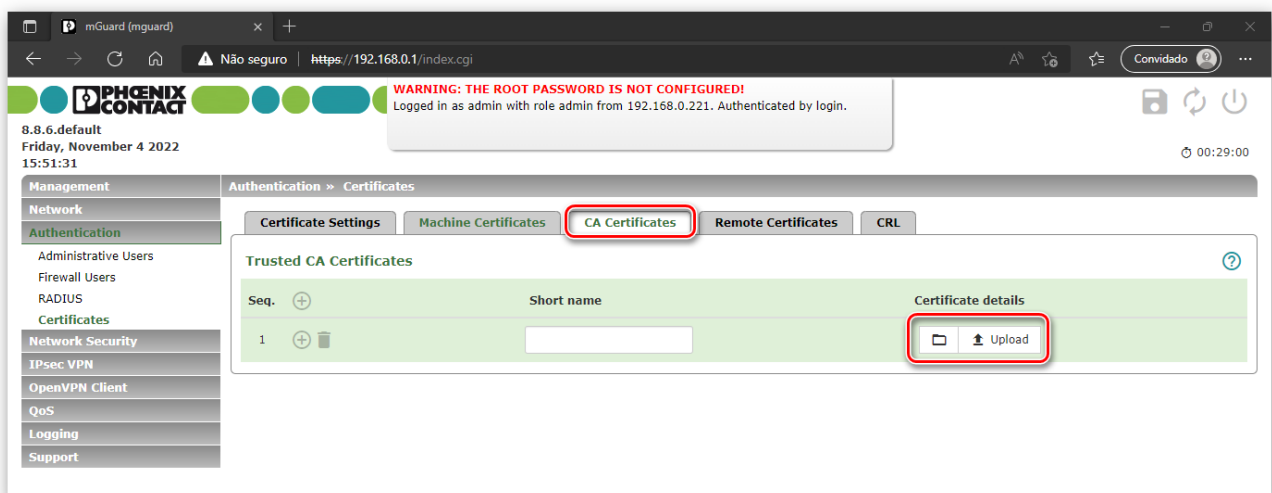 mGuard (mguard)
Não seguro | https://192.168.0.1/index.cgi
Convidado
PHŒNIX
CONTACT
WARNING: THE ROOT PASSWORD IS NOT CONFIGURED!
Logged in as admin with role admin from 192.168.0.221. Authenticated by login.
8.8.6.default
Friday, November 4 2022
15:51:31
00:29:00
Management
Network
Authentication
Administrative Users
Firewall Users
RADIUS
Certificates
Network Security
IPsec VPN
OpenVPN Client
QoS
Logging
Support
Authentication » Certificates
Certificate Settings
Machine Certificates
CA Certificates
Remote Certificates
CRL
Trusted CA Certificates
Seq.
Short name
Certificate details
1
Upload